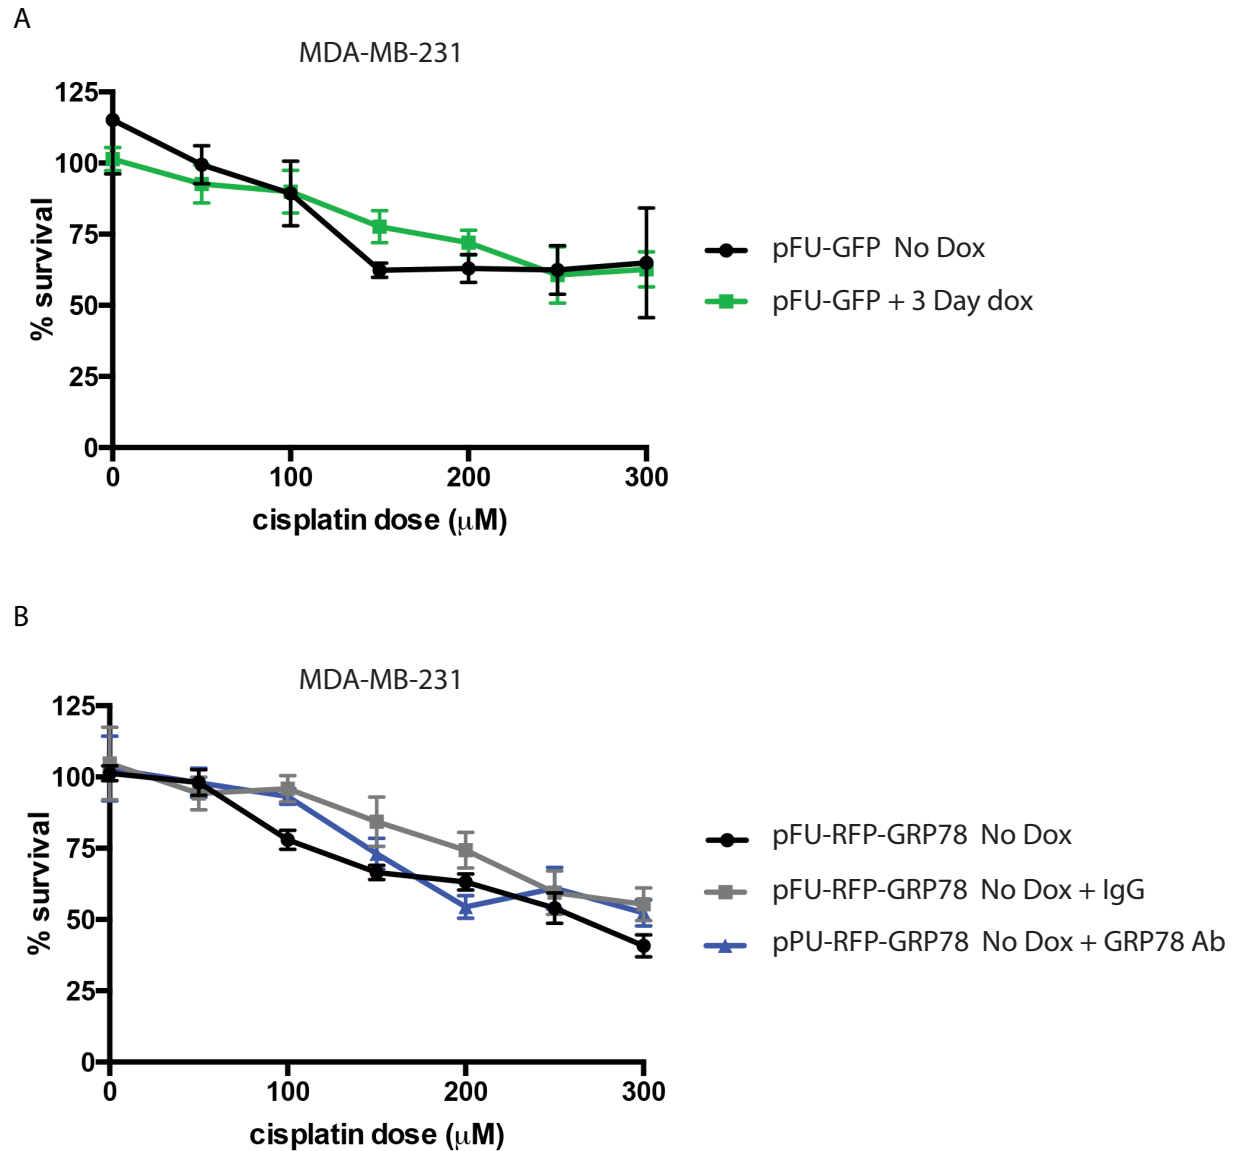 A
MDA-MB-231
125
100
75
50
25
0
% survival
0 100 200 300
cisplatin dose (μM)
pFU-GFP No Dox
pFU-GFP + 3 Day dox
B
MDA-MB-231
125
100
75
50
25
0
% survival
0 100 200 300
cisplatin dose (μM)
pFU-RFP-GRP78 No Dox
pFU-RFP-GRP78 No Dox + IgG
pPU-RFP-GRP78 No Dox + GRP78 Ab